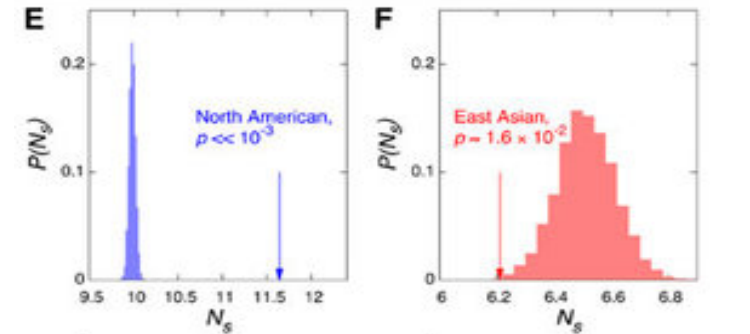 E
F
0.2
0.2
North American,
p << 10⁻³
East Asian,
p = 1.6 × 10⁻²
P(Nₛ)
P(Nₛ)
0.1
0.1
0
0
9.5 10 10.5 11 11.5 12
6 6.2 6.4 6.6 6.8
Nₛ
Nₛ